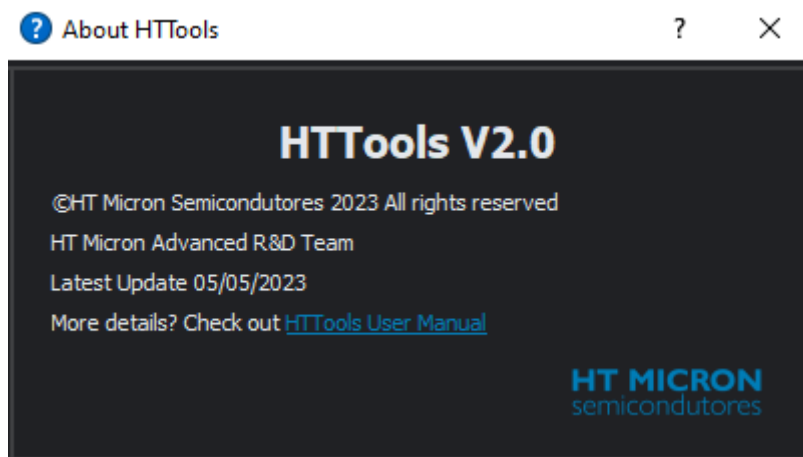 About HTTools
?
HTTools V2.0
©HT Micron Semicondutores 2023 All rights reserved
HT Micron Advanced R&D Team
Latest Update 05/05/2023
More details? Check out HTTools User Manual
HT MICRON
semicondutores